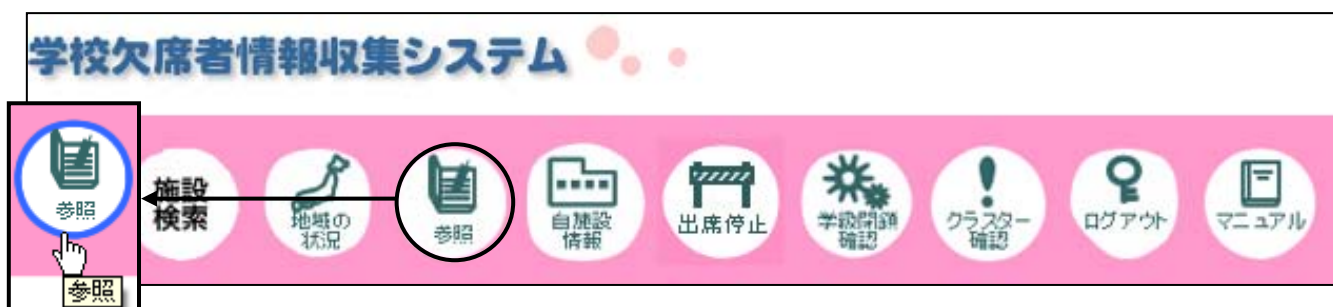 学校欠席者情報収集システム
参照
参照
施設
検索
地域の
状況
参照
自施設
情報
出席停止
学級閉鎖
確認
クラスター
確認
ログアウト
マニュアル